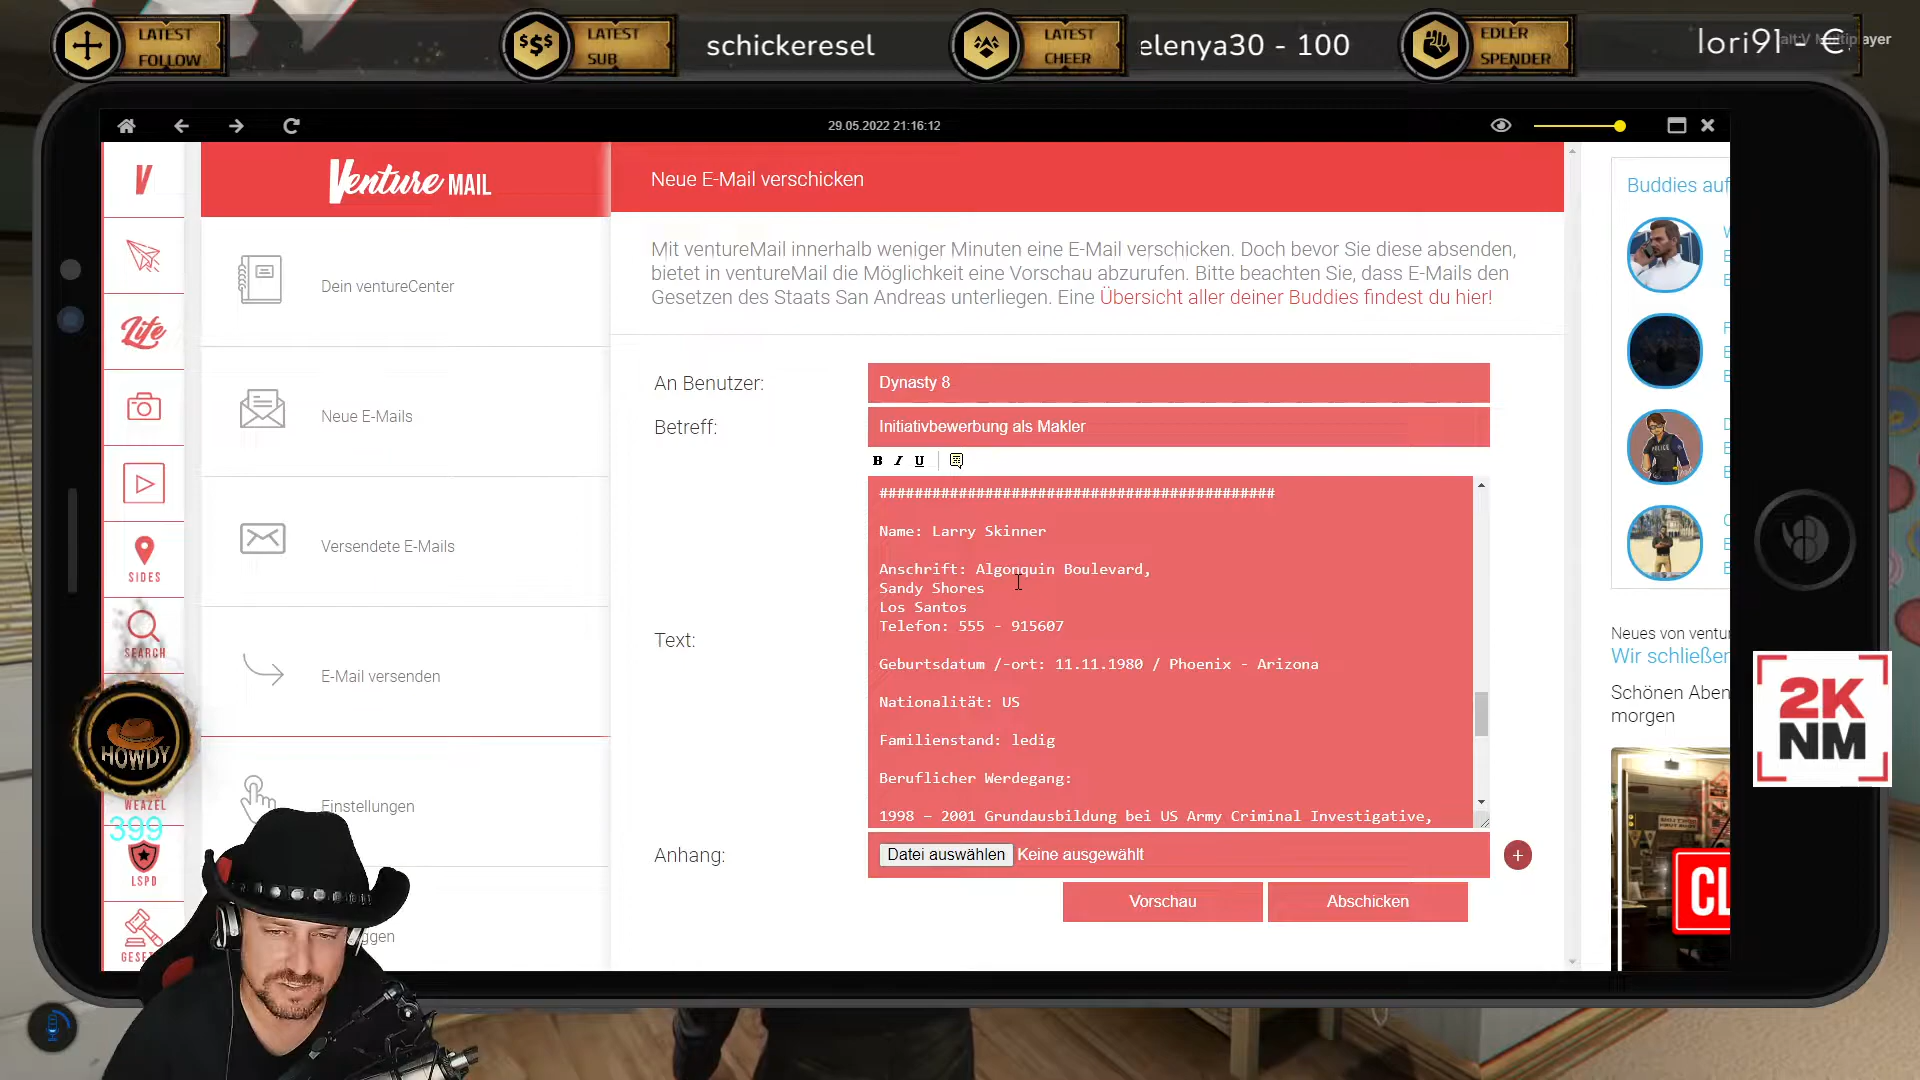 LATEST
FOLLOW
$$$
LATEST
SUB
schickeresel
LATEST
CHEER
elenya30 - 100
EDLER
SPENDER
lori91 - €
alt:V Multiplayer
29.05.2022 21:16:12
V
Life
SIDES
SEARCH
WEAZEL
LSPD
HOWDY
399
Venture MAIL
Dein ventureCenter
Neue E-Mails
Versendete E-Mails
E-Mail versenden
Einstellungen
ggen
Neue E-Mail verschicken
Mit ventureMail innerhalb weniger Minuten eine E-Mail verschicken. Doch bevor Sie diese absenden,
bietet in ventureMail die Möglichkeit eine Vorschau abzurufen. Bitte beachten Sie, dass E-Mails den
Gesetzen des Staats San Andreas unterliegen. Eine Übersicht aller deiner Buddies findest du hier!
An Benutzer:
Dynasty 8
Betreff:
Initiativbewerbung als Makler
B I U
Text:
#############################################
Name: Larry Skinner
Anschrift: Algonquin Boulevard,
Sandy Shores
Los Santos
Telefon: 555 - 915607
Geburtsdatum /-ort: 11.11.1980 / Phoenix - Arizona
Nationalität: US
Familienstand: ledig
Beruflicher Werdegang:
1998 – 2001 Grundausbildung bei US Army Criminal Investigative,
Anhang:
Datei auswählen Keine ausgewählt
+
Vorschau
Abschicken
Buddies auf
POLICE
Neues von ventu
Wir schließen
Schönen Aben
morgen
CL
2K
NM